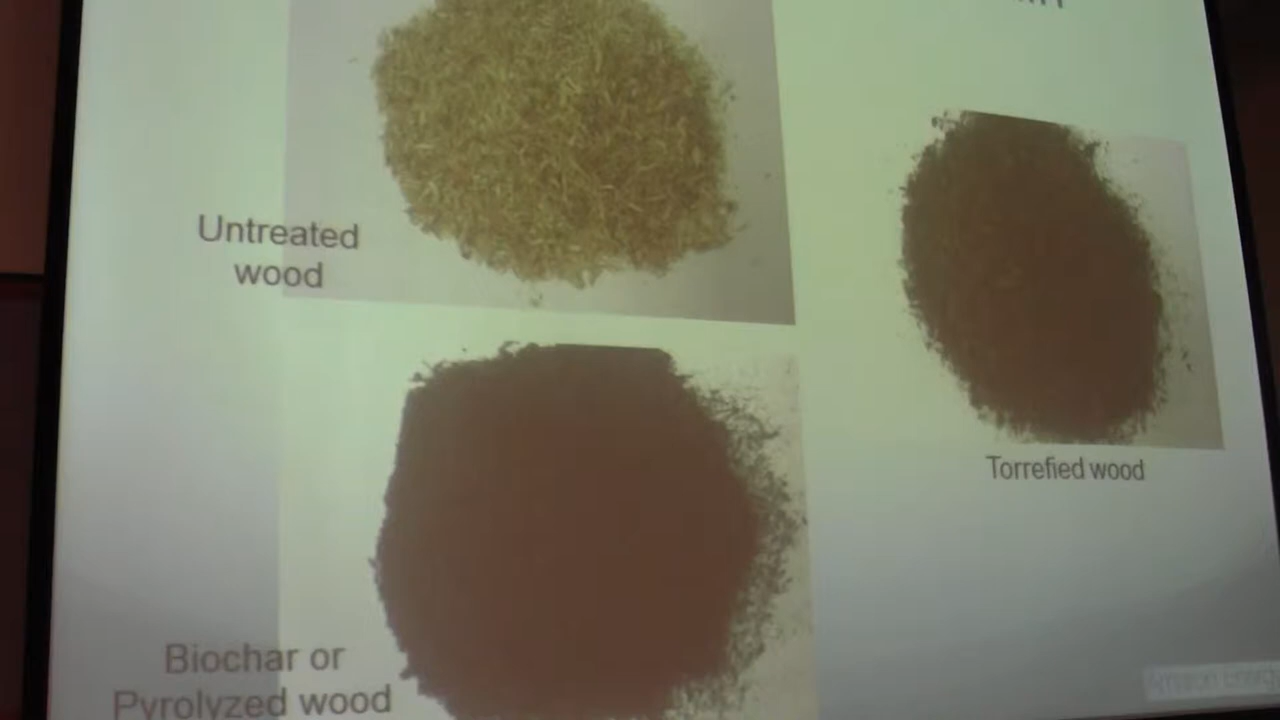 Untreated
wood
Torrefied wood
Biochar or
Pyrolyzed wood